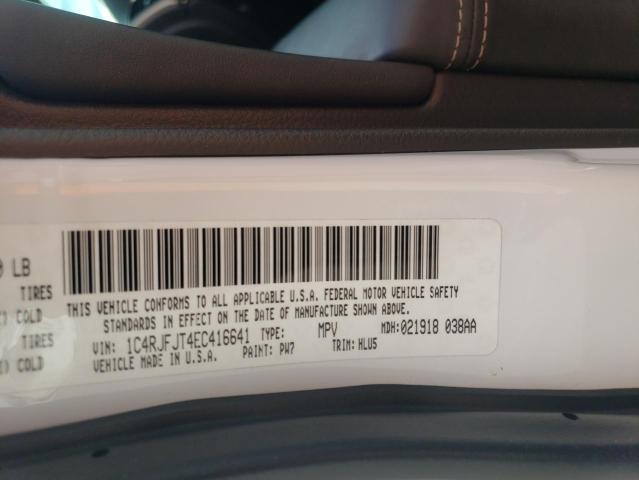 0 LB
TIRES
) COLD
TIRES
) COLD
THIS VEHICLE CONFORMS TO ALL APPLICABLE U.S.A. FEDERAL MOTOR VEHICLE SAFETY
STANDARDS IN EFFECT ON THE DATE OF MANUFACTURE SHOWN ABOVE.
VIN: 1C4RJFJT4EC416641 TYPE: MPV MDH:021918 038AA
VEHICLE MADE IN U.S.A. PAINT: PW7 TRIM: HLU5